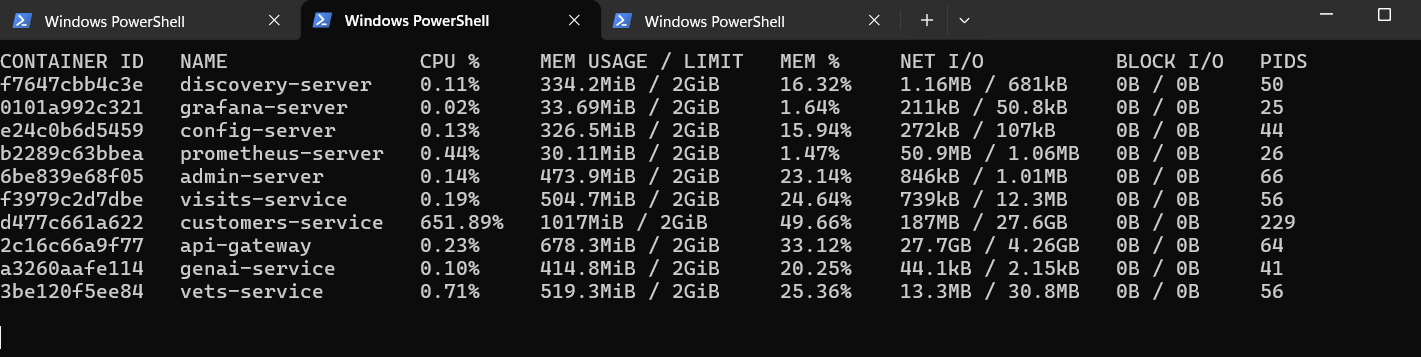 Windows PowerShell Windows PowerShell Windows PowerShell
CONTAINER ID NAME CPU % MEM USAGE / LIMIT MEM % NET I/O BLOCK I/O PIDS
f7647cbb4c3e discovery-server 0.11% 334.2MiB / 2GiB 16.32% 1.16MB / 681kB 0B / 0B 50
0101a992c321 grafana-server 0.02% 33.69MiB / 2GiB 1.64% 211kB / 50.8kB 0B / 0B 25
e24c0b6d5459 config-server 0.13% 326.5MiB / 2GiB 15.94% 272kB / 107kB 0B / 0B 44
b2289c63bbea prometheus-server 0.44% 30.11MiB / 2GiB 1.47% 50.9MB / 1.06MB 0B / 0B 26
6be839e68f05 admin-server 0.14% 473.9MiB / 2GiB 23.14% 846kB / 1.01MB 0B / 0B 66
f3979c2d7dbe visits-service 0.19% 504.7MiB / 2GiB 24.64% 739kB / 12.3MB 0B / 0B 56
d477c661a622 customers-service 651.89% 1017MiB / 2GiB 49.66% 187MB / 27.6GB 0B / 0B 229
2c16c66a9f77 api-gateway 0.23% 678.3MiB / 2GiB 33.12% 27.7GB / 4.26GB 0B / 0B 64
a3260aafe114 genai-service 0.10% 414.8MiB / 2GiB 20.25% 44.1kB / 2.15kB 0B / 0B 41
3be120f5ee84 vets-service 0.71% 519.3MiB / 2GiB 25.36% 13.3MB / 30.8MB 0B / 0B 56